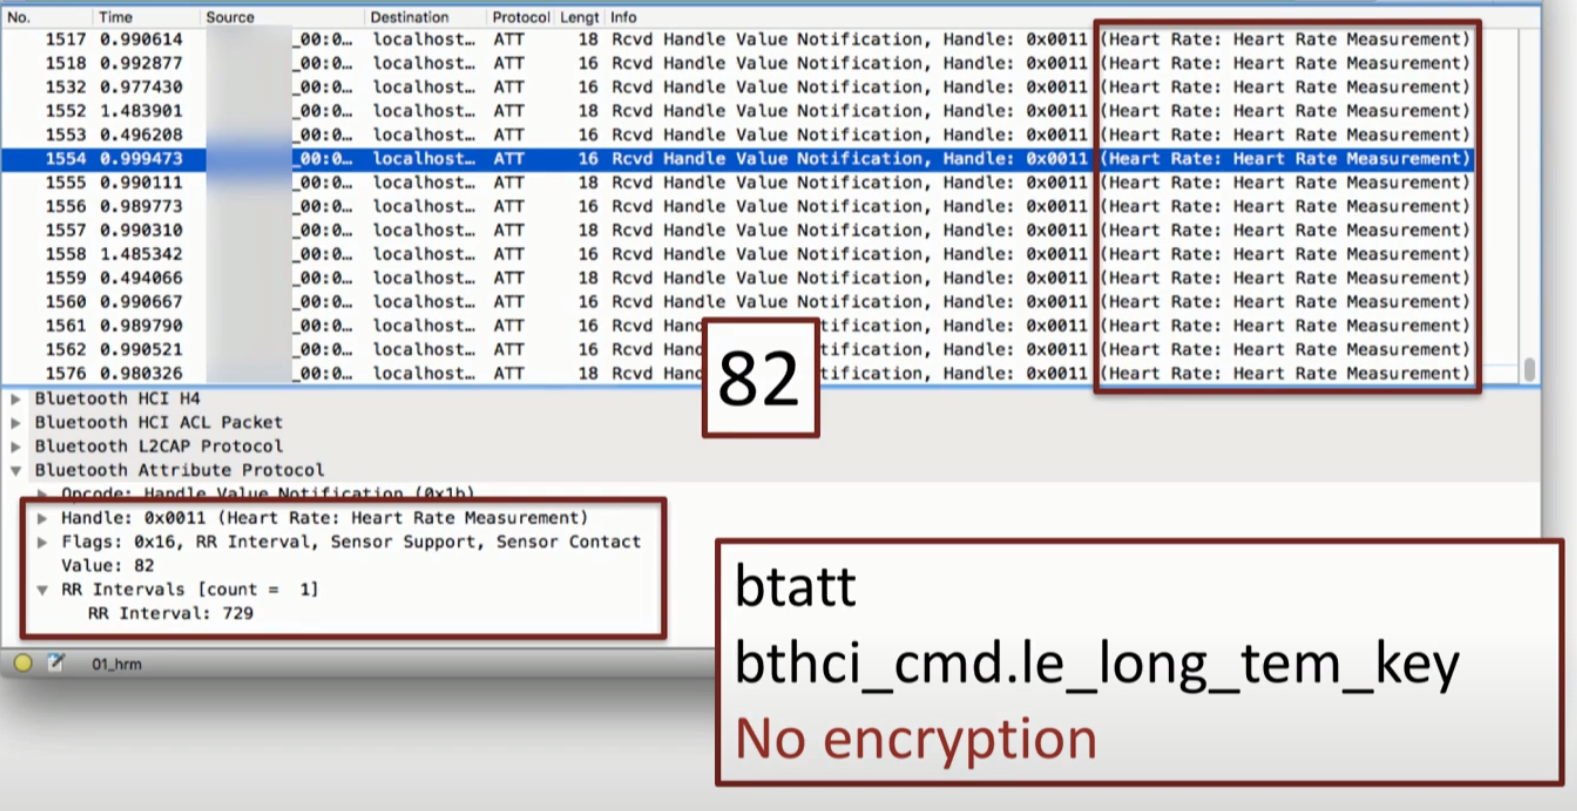 No. Time Source Destination Protocol Lengt Info
1517 0.990614 _00:0… localhost… ATT 18 Rcvd Handle Value Notification, Handle: 0x0011 (Heart Rate: Heart Rate Measurement)
1518 0.992877 _00:0… localhost… ATT 16 Rcvd Handle Value Notification, Handle: 0x0011 (Heart Rate: Heart Rate Measurement)
1532 0.977430 _00:0… localhost… ATT 16 Rcvd Handle Value Notification, Handle: 0x0011 (Heart Rate: Heart Rate Measurement)
1552 1.483901 _00:0… localhost… ATT 18 Rcvd Handle Value Notification, Handle: 0x0011 (Heart Rate: Heart Rate Measurement)
1553 0.496208 _00:0… localhost… ATT 16 Rcvd Handle Value Notification, Handle: 0x0011 (Heart Rate: Heart Rate Measurement)
1554 0.999473 _00:0… localhost… ATT 16 Rcvd Handle Value Notification, Handle: 0x0011 (Heart Rate: Heart Rate Measurement)
1555 0.990111 _00:0… localhost… ATT 18 Rcvd Handle Value Notification, Handle: 0x0011 (Heart Rate: Heart Rate Measurement)
1556 0.989773 _00:0… localhost… ATT 16 Rcvd Handle Value Notification, Handle: 0x0011 (Heart Rate: Heart Rate Measurement)
1557 0.990310 _00:0… localhost… ATT 18 Rcvd Handle Value Notification, Handle: 0x0011 (Heart Rate: Heart Rate Measurement)
1558 1.485342 _00:0… localhost… ATT 16 Rcvd Handle Value Notification, Handle: 0x0011 (Heart Rate: Heart Rate Measurement)
1559 0.494066 _00:0… localhost… ATT 18 Rcvd Handle Value Notification, Handle: 0x0011 (Heart Rate: Heart Rate Measurement)
1560 0.990667 _00:0… localhost… ATT 16 Rcvd Handle Value Notification, Handle: 0x0011 (Heart Rate: Heart Rate Measurement)
1561 0.989790 _00:0… localhost… ATT 16 Rcvd Hand tification, Handle: 0x0011 (Heart Rate: Heart Rate Measurement)
1562 0.990521 _00:0… localhost… ATT 16 Rcvd Hand tification, Handle: 0x0011 (Heart Rate: Heart Rate Measurement)
1576 0.980326 _00:0… localhost… ATT 18 Rcvd Hand tification, Handle: 0x0011 (Heart Rate: Heart Rate Measurement)
82
Bluetooth HCI H4
Bluetooth HCI ACL Packet
Bluetooth L2CAP Protocol
Bluetooth Attribute Protocol
Opcode: Handle Value Notification (0x1b)
Handle: 0x0011 (Heart Rate: Heart Rate Measurement)
Flags: 0x16, RR Interval, Sensor Support, Sensor Contact
Value: 82
RR Intervals [count = 1]
RR Interval: 729
01_hrm
btatt
bthci_cmd.le_long_tem_key
No encryption